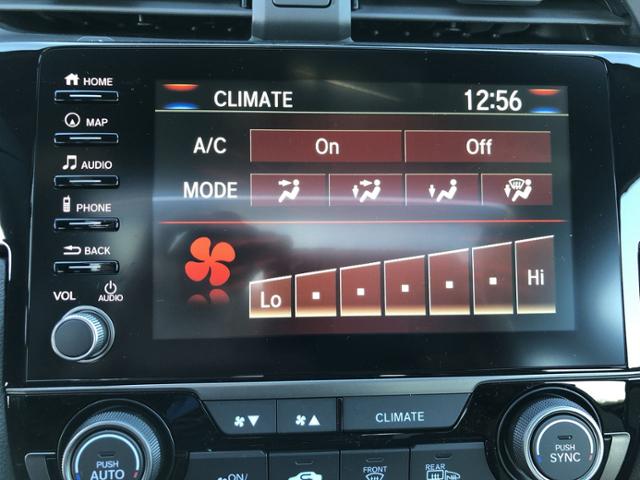 HOME
MAP
AUDIO
PHONE
BACK
VOL
AUDIO
CLIMATE 12:56
A/C On Off
MODE
Lo Hi
CLIMATE
PUSH
AUTO
ON/
FRONT
REAR
PUSH
SYNC